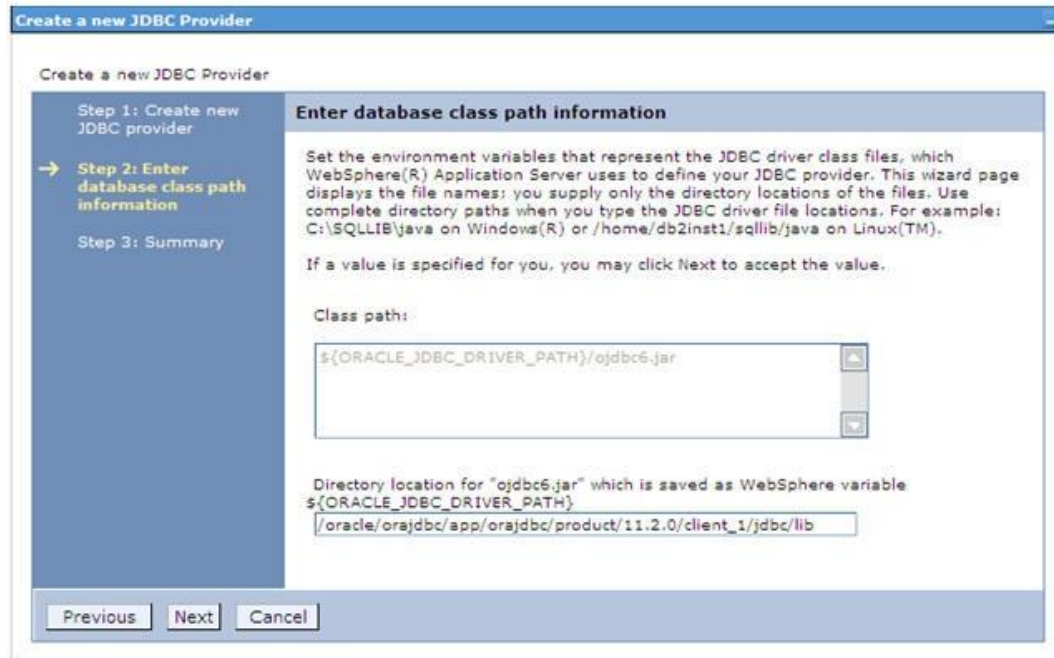 Create a new JDBC Provider
Create a new JDBC Provider
Step 1: Create new
JDBC provider
Step 2: Enter
database class path
information
Step 3: Summary
Enter database class path information
Set the environment variables that represent the JDBC driver class files, which
WebSphere(R) Application Server uses to define your JDBC provider. This wizard page
displays the file names; you supply only the directory locations of the files. Use
complete directory paths when you type the JDBC driver file locations. For example:
C:\SQLLIB\java on Windows(R) or /home/db2inst1/sqllib/java on Linux(TM).
If a value is specified for you, you may click Next to accept the value.
Class path:
${ORACLE_JDBC_DRIVER_PATH}/ojdbc6.jar
Directory location for "ojdbc6.jar" which is saved as WebSphere variable
${ORACLE_JDBC_DRIVER_PATH}
/oracle/orajdbc/app/orajdbc/product/11.2.0/client_1/jdbc/lib
Previous Next Cancel